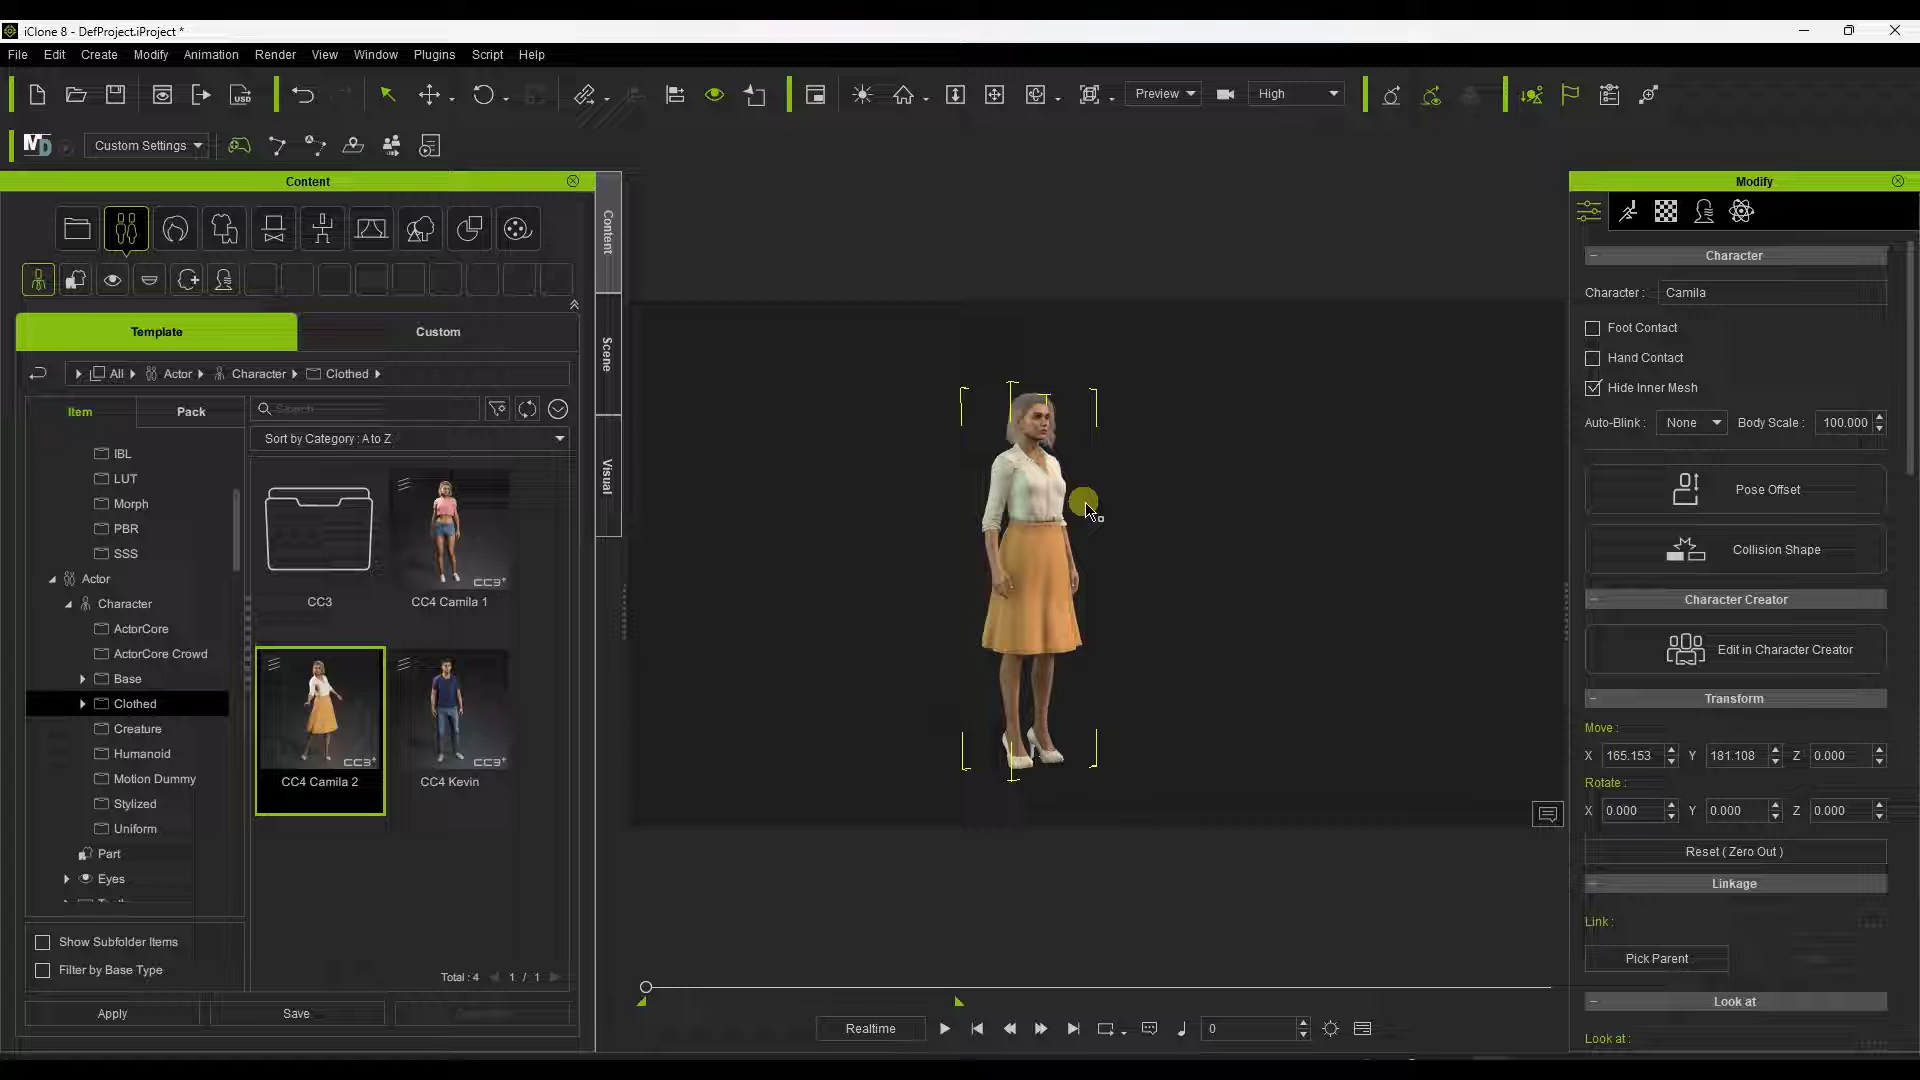 iClone 8 - DefProject.iProject *
File Edit Create Modify Animation Render View Window Plugins Script Help
USD
Preview
High
MD
Custom Settings
Content
Template
Custom
All Actor Character Clothed
Item
Pack
Search
Sort by Category : A to Z
IBL
LUT
Morph
PBR
SSS
Actor
Character
ActorCore
ActorCore Crowd
Base
Clothed
Creature
Humanoid
Motion Dummy
Stylized
Uniform
Part
Eyes
CC3
CC3+
CC4 Camila 1
CC3+
CC4 Camila 2
CC3+
CC4 Kevin
Show Subfolder Items
Filter by Base Type
Total : 4 1 / 1
Apply
Save
Content
Scene
Visual
Realtime
0
Modify
Character
Character : Camila
Foot Contact
Hand Contact
Hide Inner Mesh
Auto-Blink : None Body Scale : 100.000
Pose Offset
Collision Shape
Character Creator
Edit in Character Creator
Transform
Move :
X 165.153 Y 181.108 Z 0.000
Rotate :
X 0.000 Y 0.000 Z 0.000
Reset ( Zero Out )
Linkage
Link :
Pick Parent
Look at
Look at :